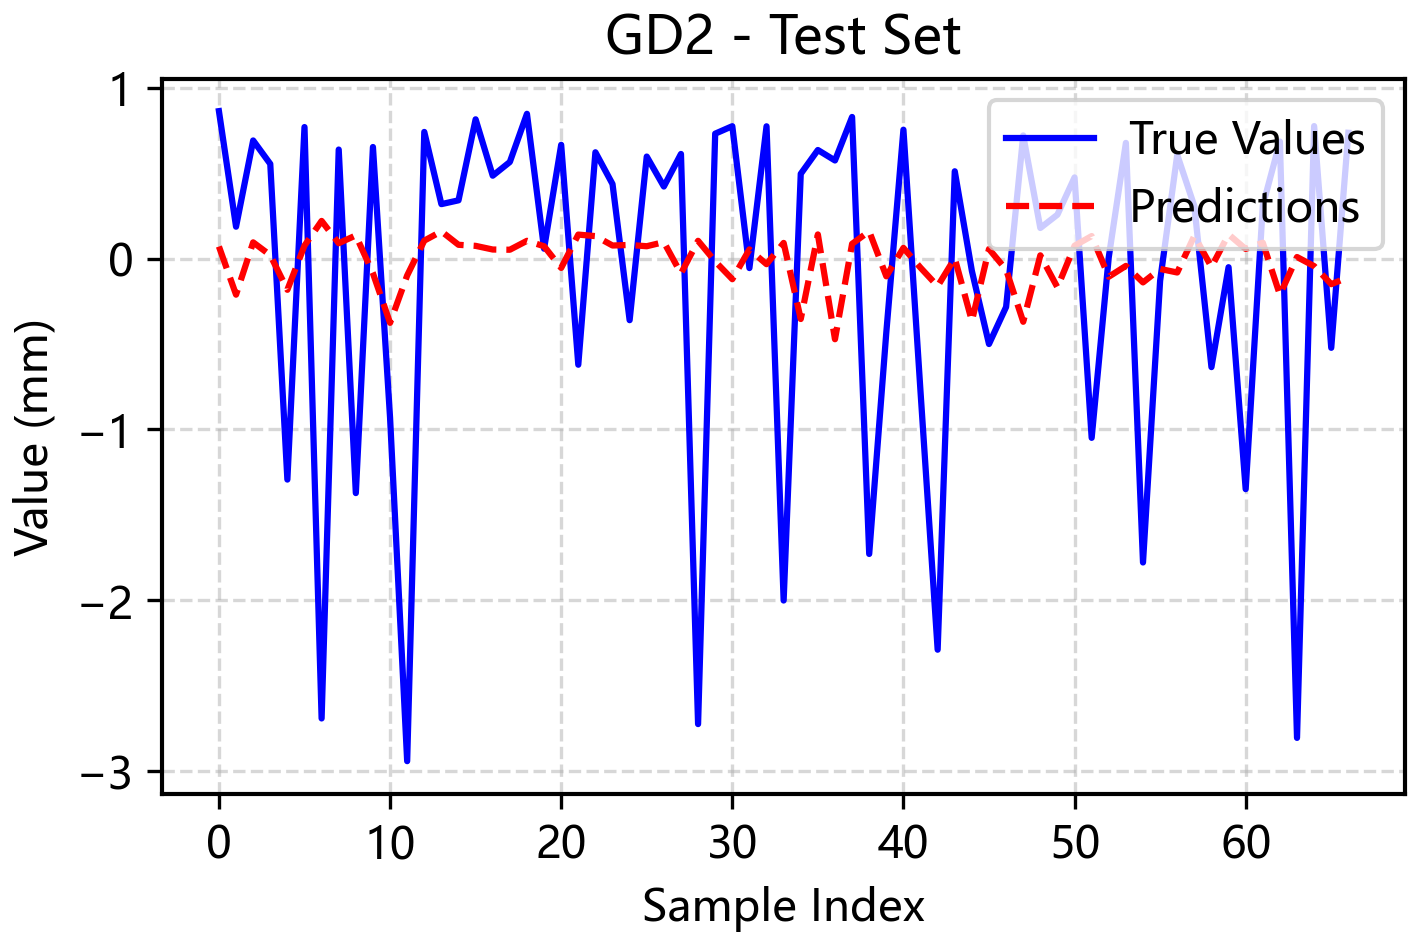 GD2 - Test Set
1
0
−1
−2
−3
Value (mm)
True Values
Predictions
0 10 20 30 40 50 60
Sample Index